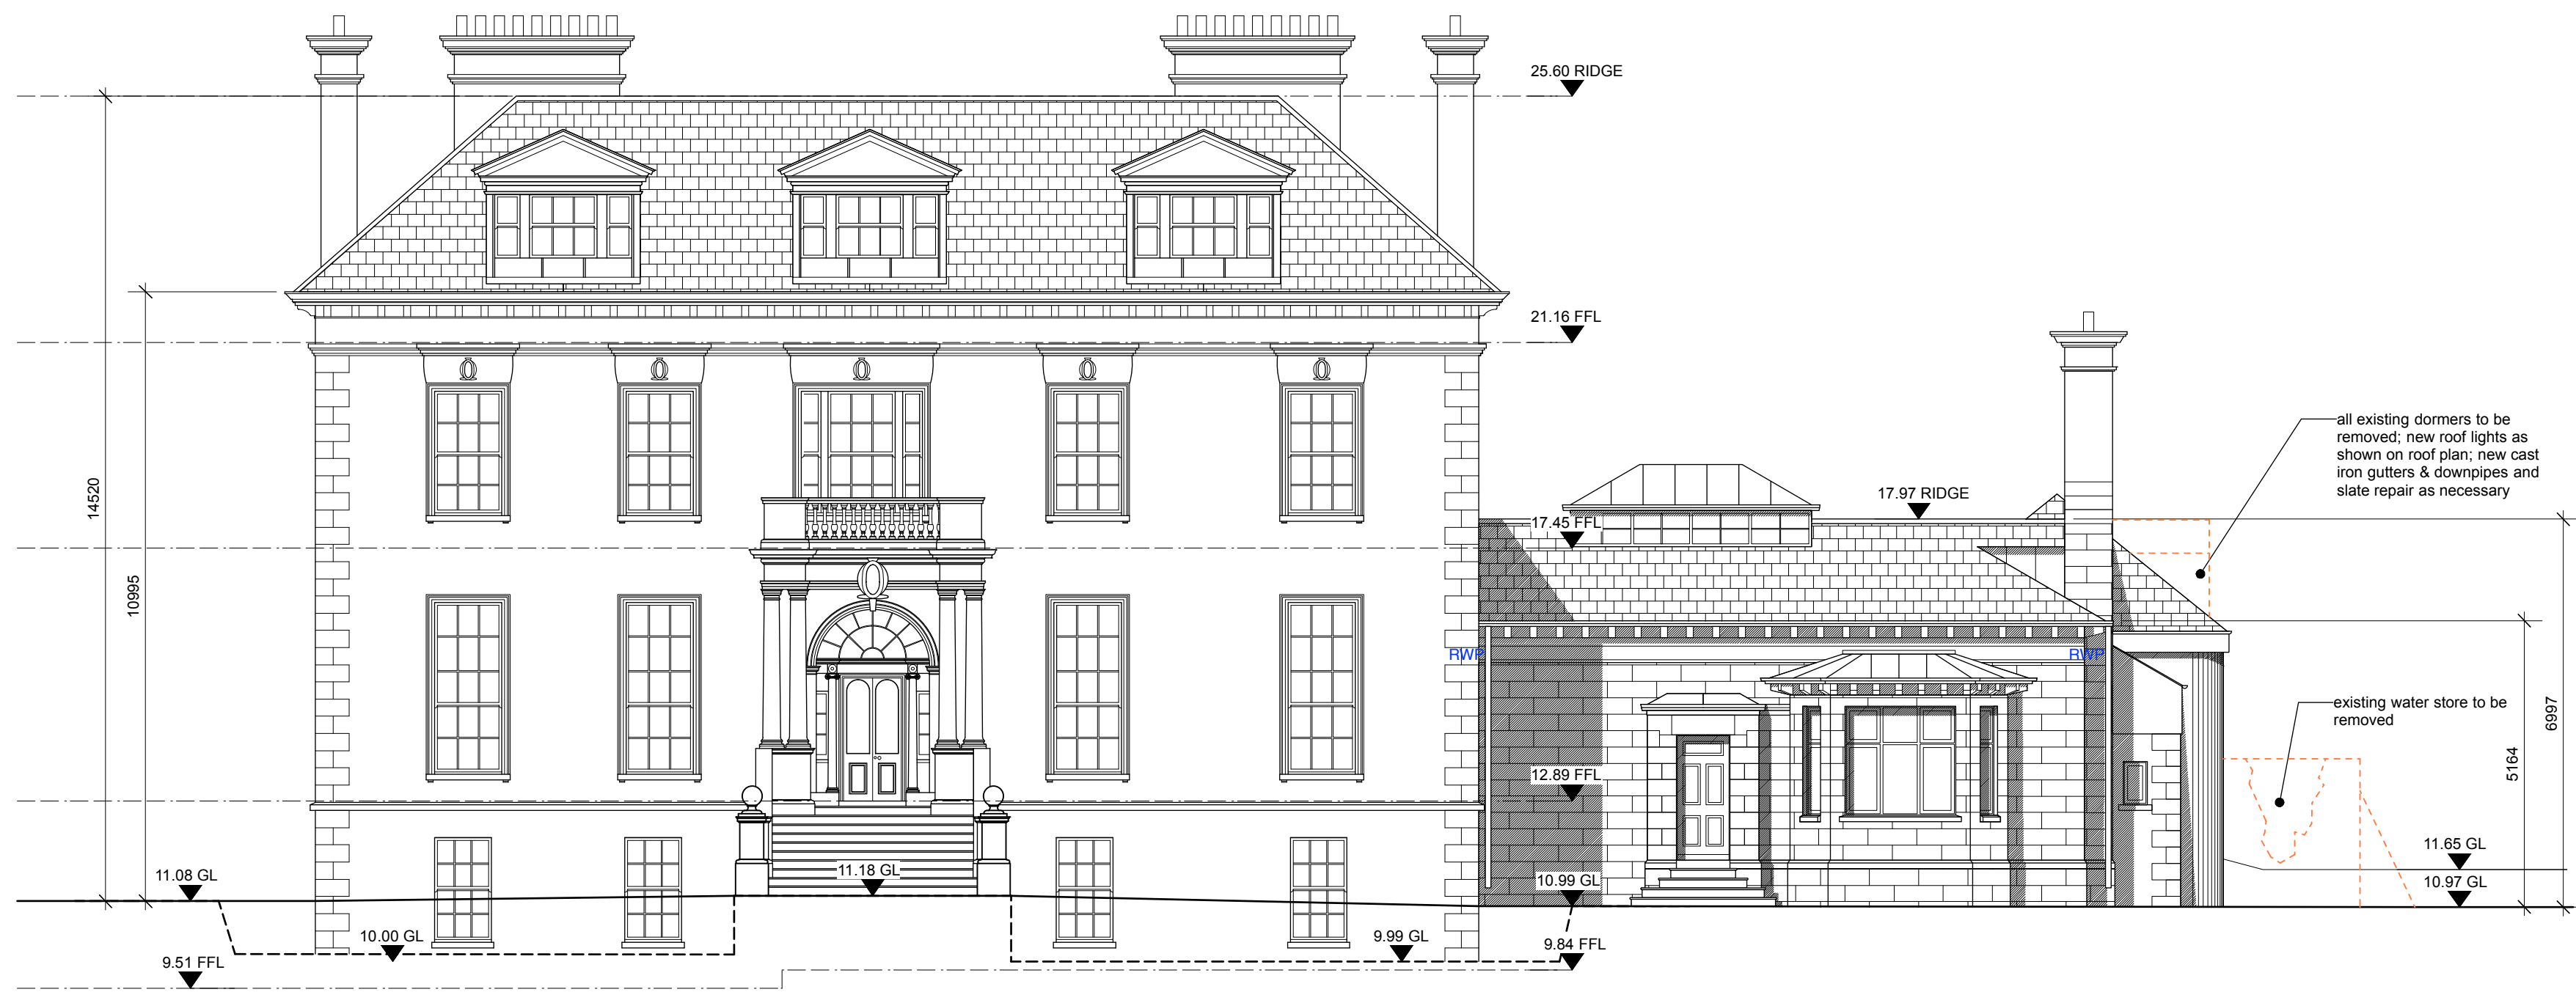 25.60 RIDGE
21.16 FFL
all existing dormers to be
removed; new roof lights as
shown on roof plan; new cast
iron gutters & downpipes and
slate repair as necessary
14520
17.97 RIDGE
17.45 FFL
10995
RWP
RWP
existing water store to be
removed
6997
5164
12.89 FFL
11.65 GL
11.08 GL
11.18 GL
10.99 GL
10.97 GL
10.00 GL
9.99 GL
9.84 FFL
9.51 FFL